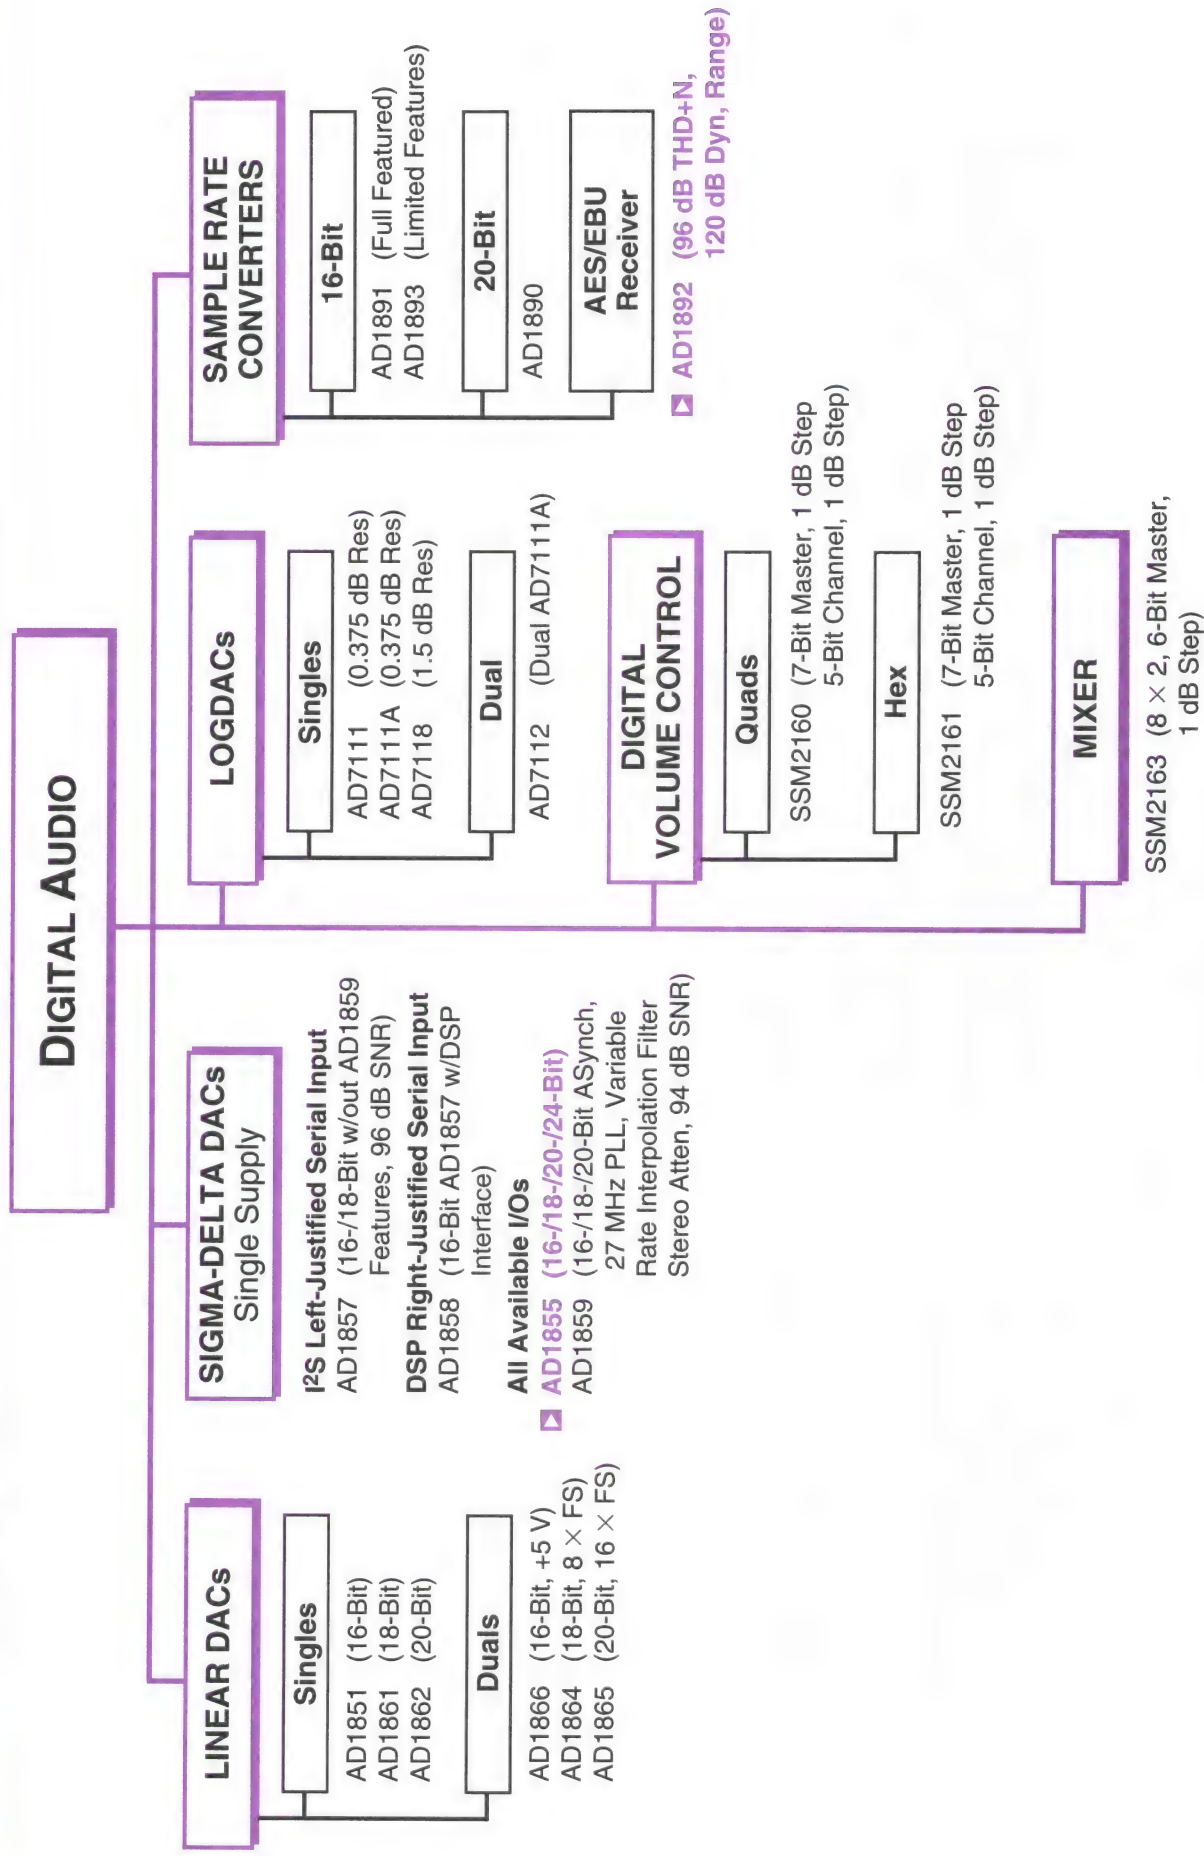 DIGITAL AUDIO
LINEAR DACs
Singles
AD1851 (16-Bit)
AD1861 (18-Bit)
AD1862 (20-Bit)
Duals
AD1866 (16-Bit, +5 V)
AD1864 (18-Bit, 8 × FS)
AD1865 (20-Bit, 16 × FS)
SIGMA-DELTA DACs
Single Supply
I²S Left-Justified Serial Input
AD1857 (16-/18-Bit w/out AD1859
Features, 96 dB SNR)
DSP Right-Justified Serial Input
AD1858 (16-Bit AD1857 w/DSP
Interface)
All Available I/Os
AD1855 (16-/18-/20-/24-Bit)
AD1859 (16-/18-/20-Bit ASynch,
27 MHz PLL, Variable
Rate Interpolation Filter
Stereo Atten, 94 dB SNR)
LOGDACs
Singles
AD7111 (0.375 dB Res)
AD7111A (0.375 dB Res)
AD7118 (1.5 dB Res)
Dual
AD7112 (Dual AD7111A)
DIGITAL
VOLUME CONTROL
Quads
SSM2160 (7-Bit Master, 1 dB Step
5-Bit Channel, 1 dB Step)
Hex
SSM2161 (7-Bit Master, 1 dB Step
5-Bit Channel, 1 dB Step)
MIXER
SSM2163 (8 × 2, 6-Bit Master,
1 dB Step)
SAMPLE RATE
CONVERTERS
16-Bit
AD1891 (Full Featured)
AD1893 (Limited Features)
20-Bit
AD1890
AES/EBU
Receiver
AD1892 (96 dB THD+N,
120 dB Dyn, Range)